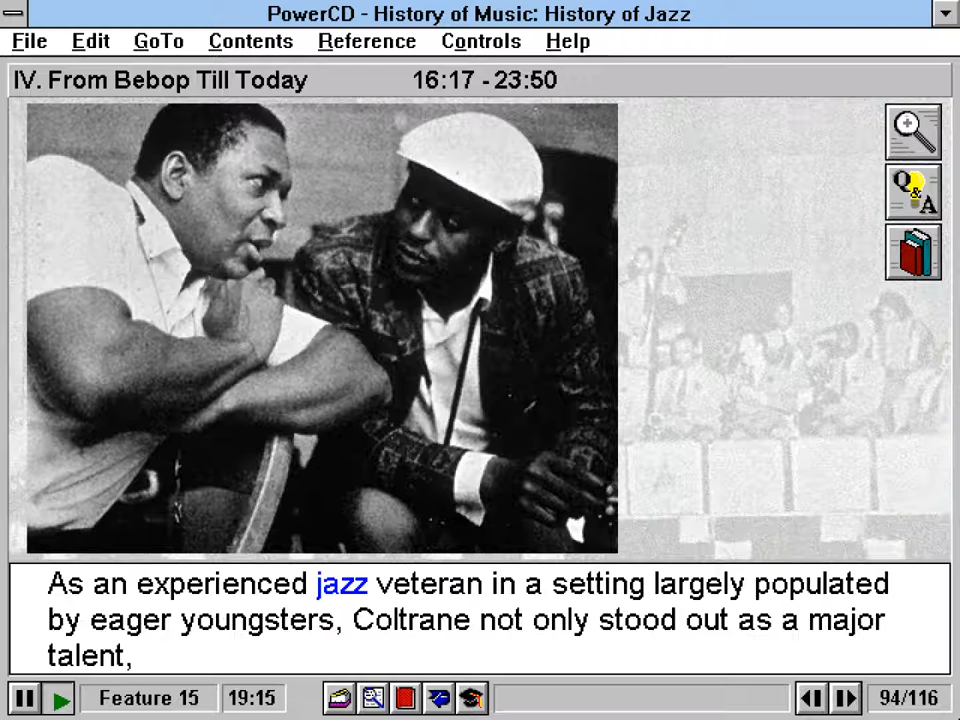 PowerCD - History of Music: History of Jazz
File Edit GoTo Contents Reference Controls Help
IV. From Bebop Till Today 16:17 - 23:50
Q & A
As an experienced jazz veteran in a setting largely populated
by eager youngsters, Coltrane not only stood out as a major
talent,
Feature 15 19:15 94/116